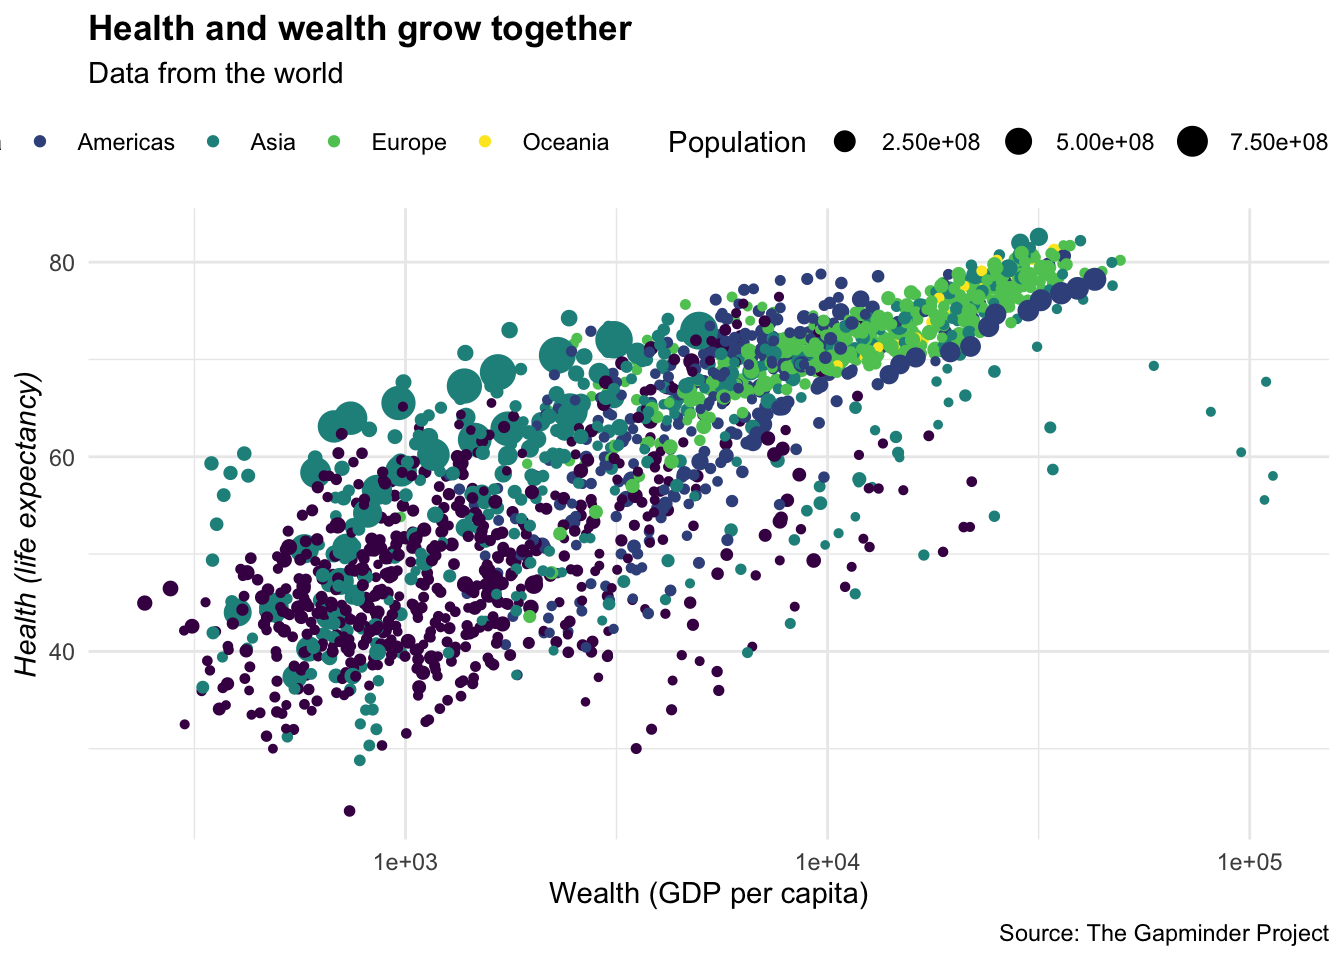 Health and wealth grow together
Data from the world
Americas Asia Europe Oceania Population 2.50e+08 5.00e+08 7.50e+08
80
60
40
Health (life expectancy)
1e+03 1e+04 1e+05
Wealth (GDP per capita)
Source: The Gapminder Project